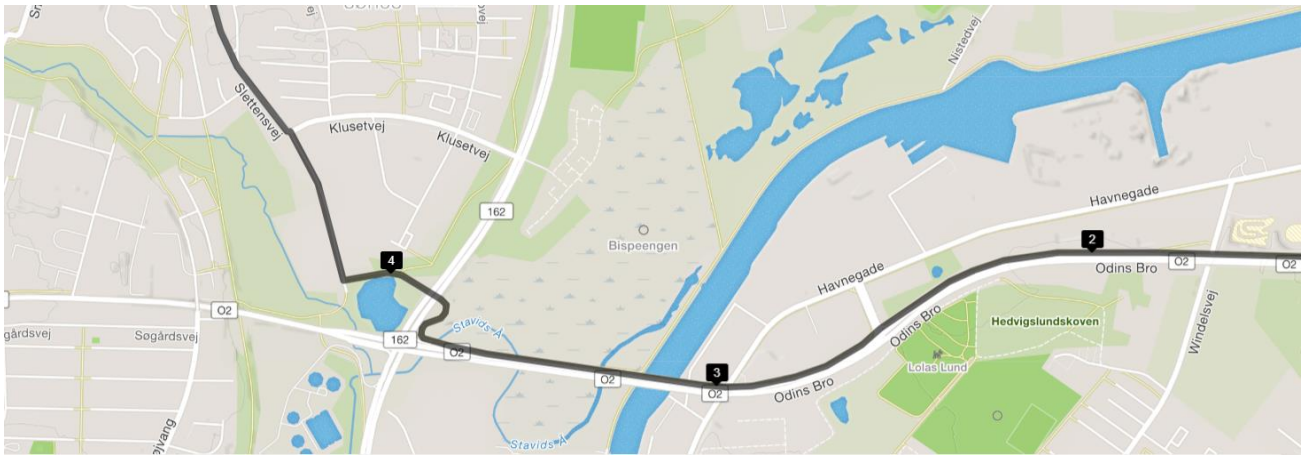 Nistedvej
Slettensvej
Klusetvej
Klusetvej
162
Havnegade
2
Bispeengen
4
Odins Bro
O2
O2
Havnegade
O2
Stavids Å
Odins Bro
Hedvigslundskoven
Windelsvej
Søgårdsvej
162
O2
Lolas Lund
3
O2
O2
Odins Bro
Stavids Å